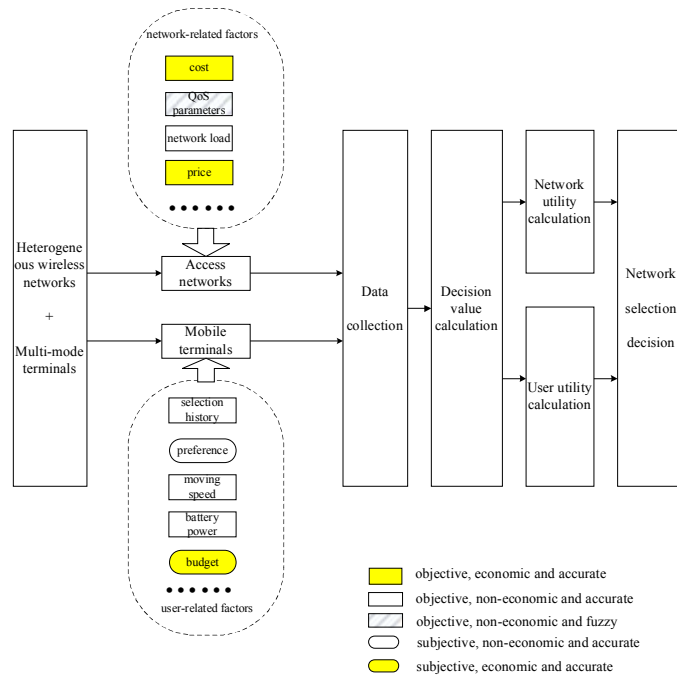 network-related factors
cost
QoS
parameters
network load
price
Heterogene
ous wireless
networks
+
Multi-mode
terminals
Access
networks
Mobile
terminals
selection
history
preference
moving
speed
battery
power
budget
user-related factors
Data
collection
Decision
value
calculation
Network
utility
calculation
User utility
calculation
Network
selection
decision
objective, economic and accurate
objective, non-economic and accurate
objective, non-economic and fuzzy
subjective, non-economic and accurate
subjective, economic and accurate